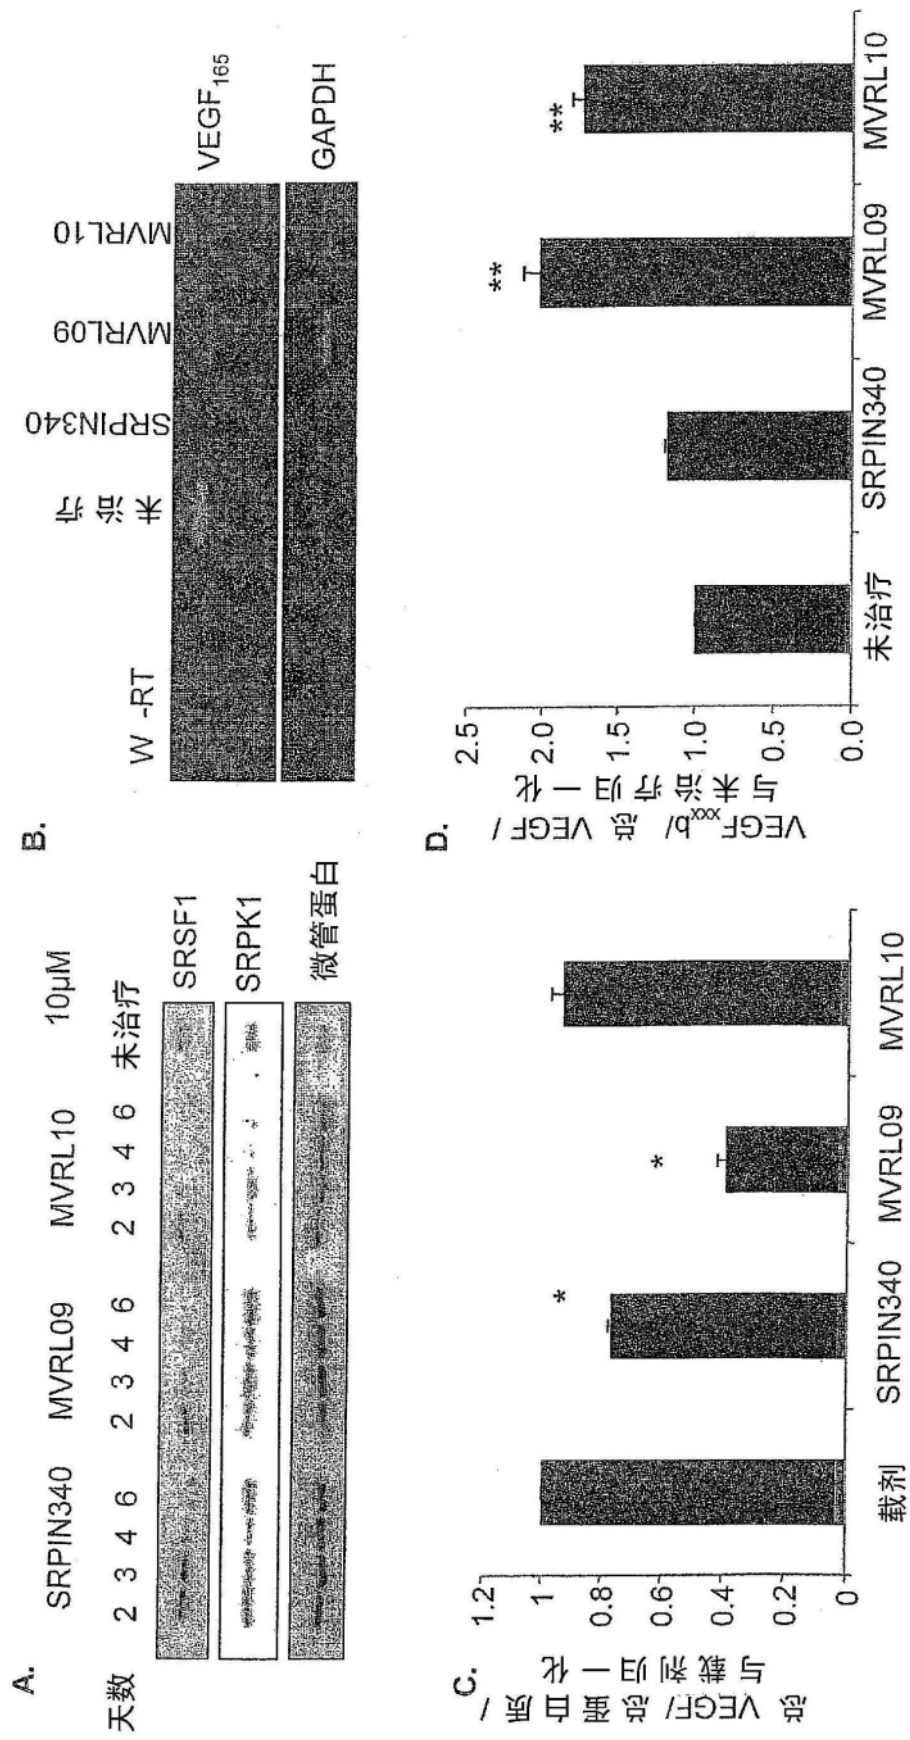 A.
SRPIN340 MVRL09 MVRL10 10μM
天数 2 3 4 6 2 3 4 6 2 3 4 6 未治疗
SRSF1
SRPK1
微管蛋白
B.
W -RT 未治疗 SRPIN340 MVRL09 MVRL10
VEGF165
GAPDH
C.
总 VEGF/ 总蛋白质 /
与载剂归一化
1.2
1
0.8
0.6
0.4
0.2
0
*
*
载剂 SRPIN340 MVRL09 MVRL10
D.
VEGFxxxb/ 总 VEGF /
与未治疗归一化
2.5
2.0
1.5
1.0
0.5
0.0
**
**
未治疗 SRPIN340 MVRL09 MVRL10